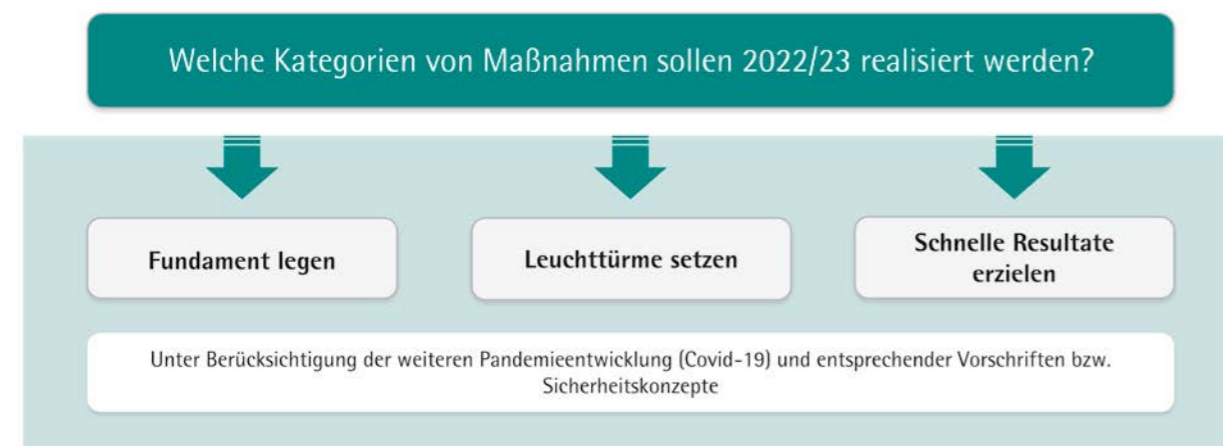 Welche Kategorien von Maßnahmen sollen 2022/23 realisiert werden?
Fundament legen
Leuchttürme setzen
Schnelle Resultate
erzielen
Unter Berücksichtigung der weiteren Pandemieentwicklung (Covid-19) und entsprechender Vorschriften bzw.
Sicherheitskonzepte